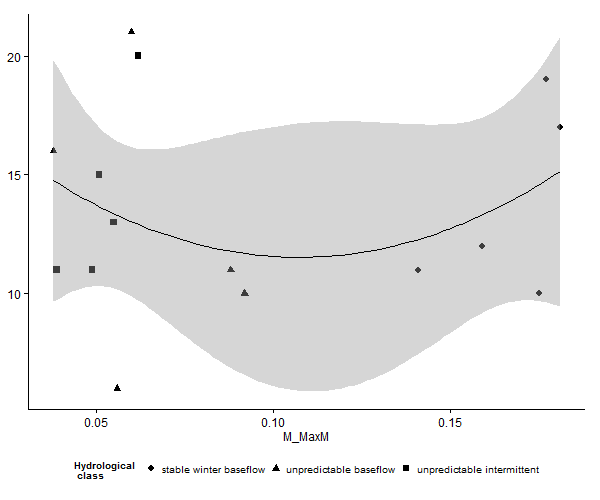 20
15
10
0.05 0.10 0.15
M_MaxM
Hydrological
class
stable winter baseflow unpredictable baseflow unpredictable intermittent